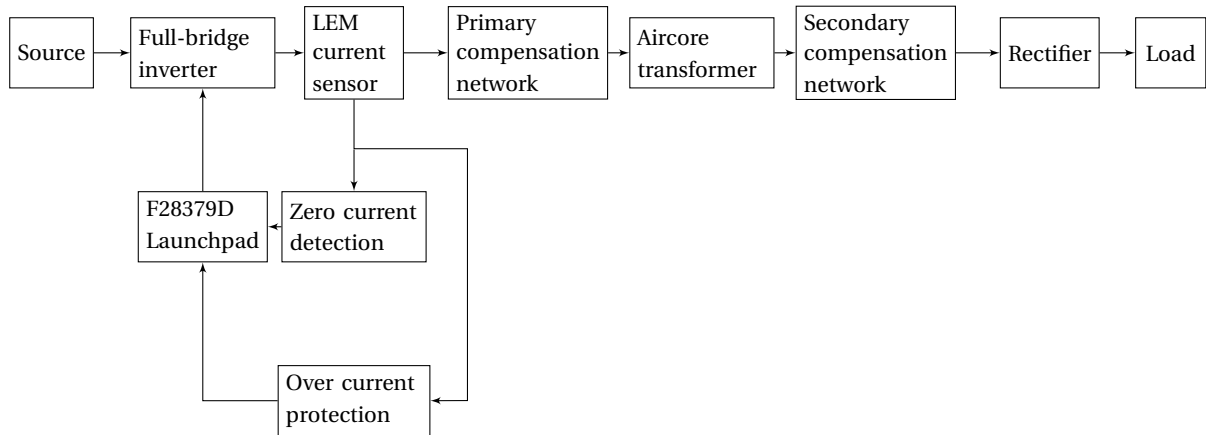 Source
Full-bridge
inverter
LEM
current
sensor
Primary
compensation
network
Aircore
transformer
Secondary
compensation
network
Rectifier
Load
F28379D
Launchpad
Zero current
detection
Over current
protection